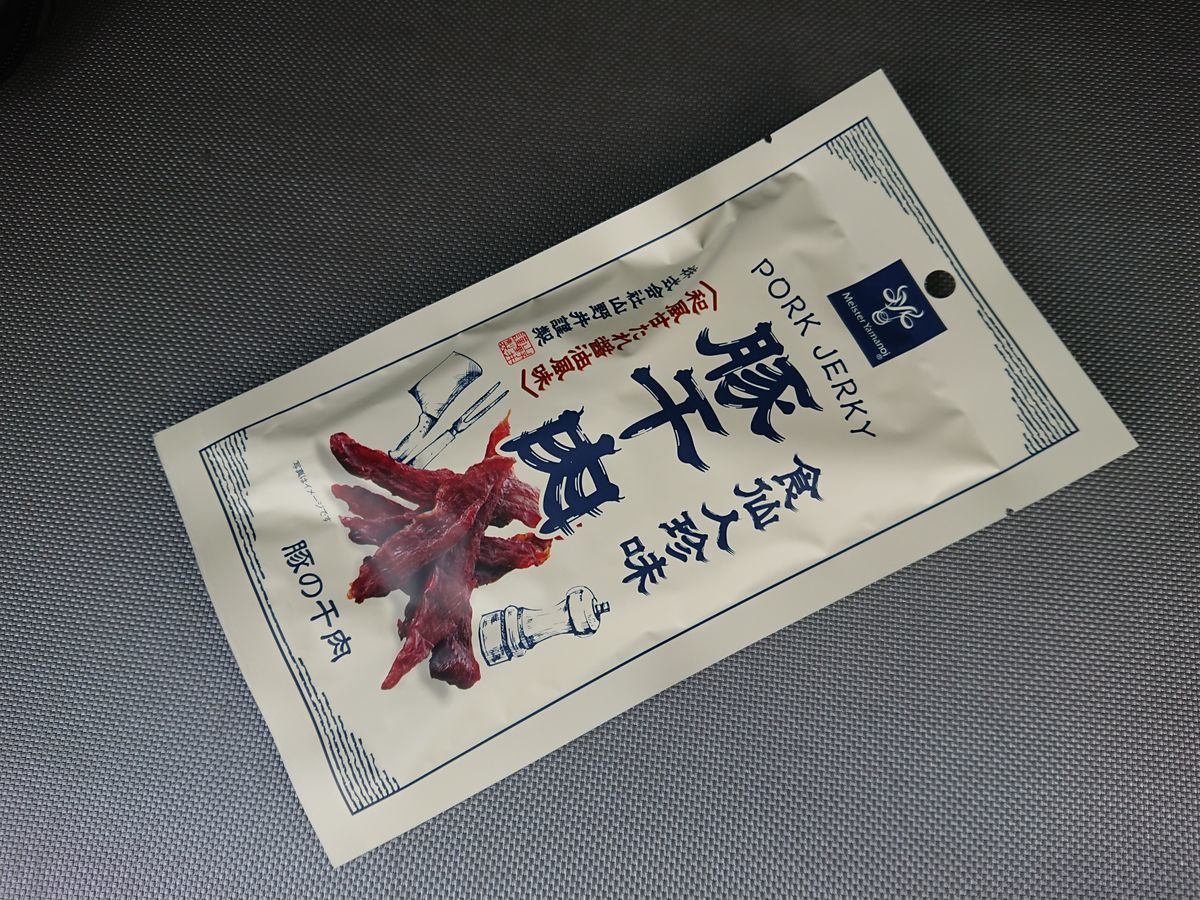 Meister Yamanoi®
PORK JERKY
食仙人珍味
豚干肉
〈和風甘たれ醤油風味〉
株式会社山野井謹製
写真はイメージです
豚の干肉